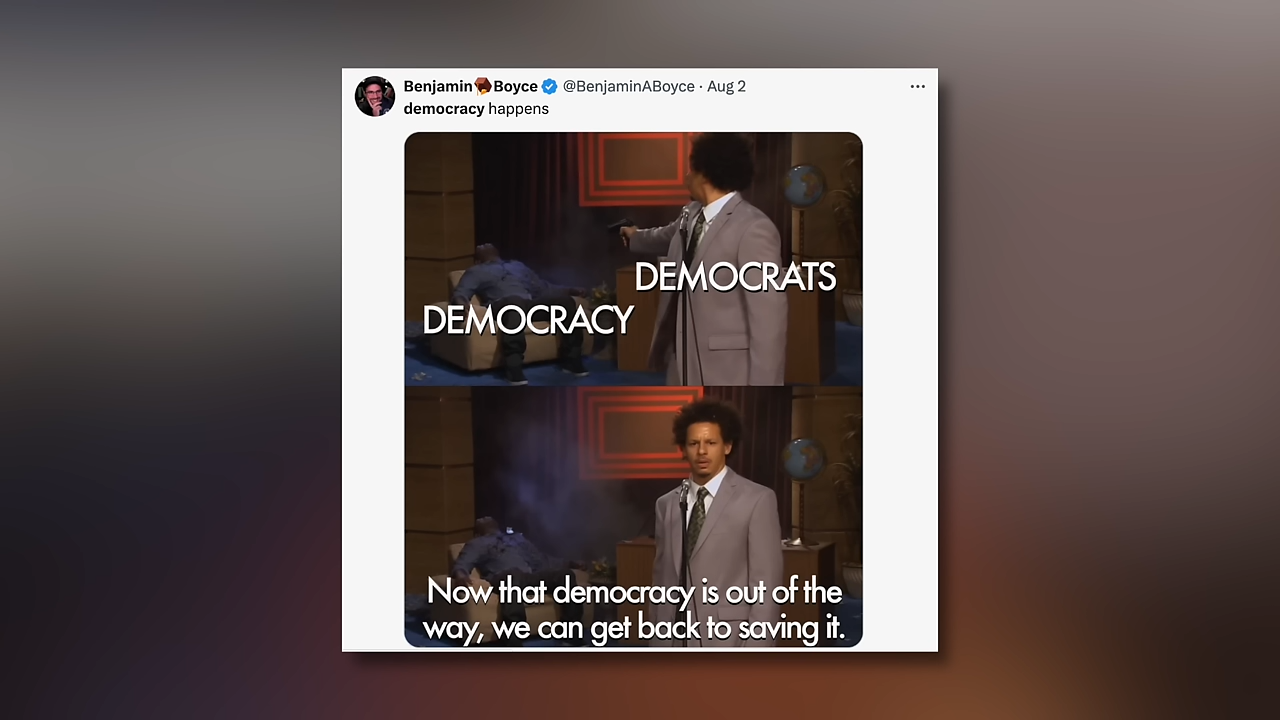 Benjamin Boyce @BenjaminABoyce · Aug 2
democracy happens
DEMOCRATS
DEMOCRACY
Now that democracy is out of the
way, we can get back to saving it.